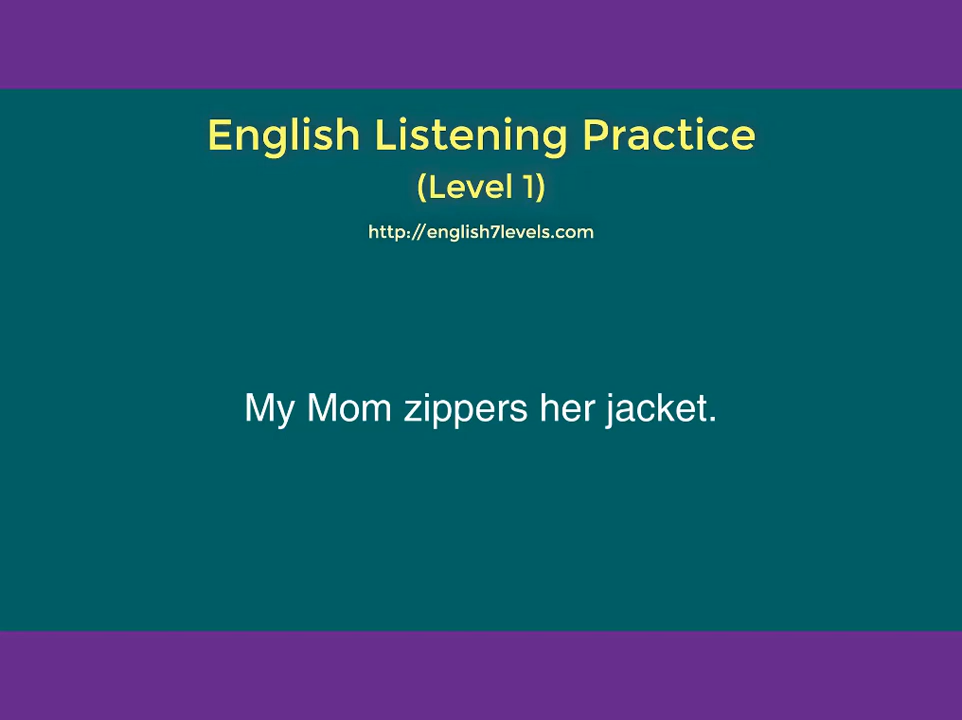 English Listening Practice
(Level 1)
http://english7levels.com
My Mom zippers her jacket.